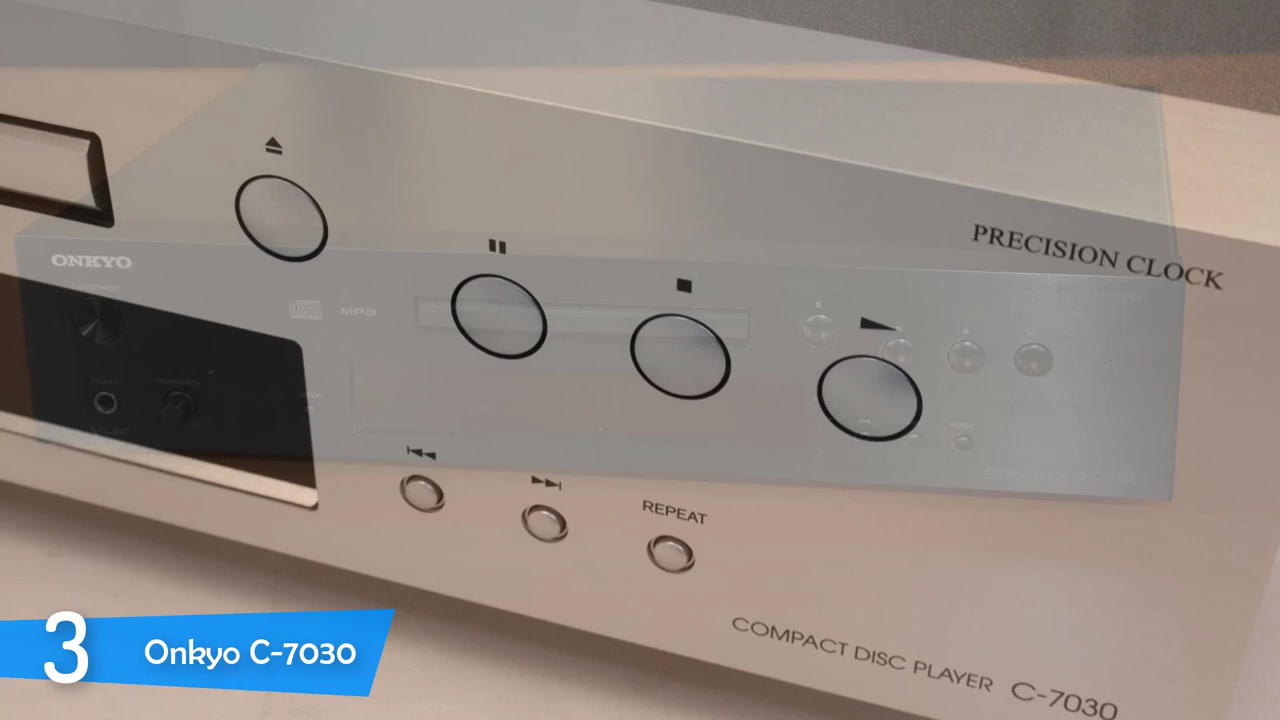 PRECISION CLOCK
ONKYO
MP3
REPEAT
COMPACT DISC PLAYER C-7030
3 Onkyo C-7030